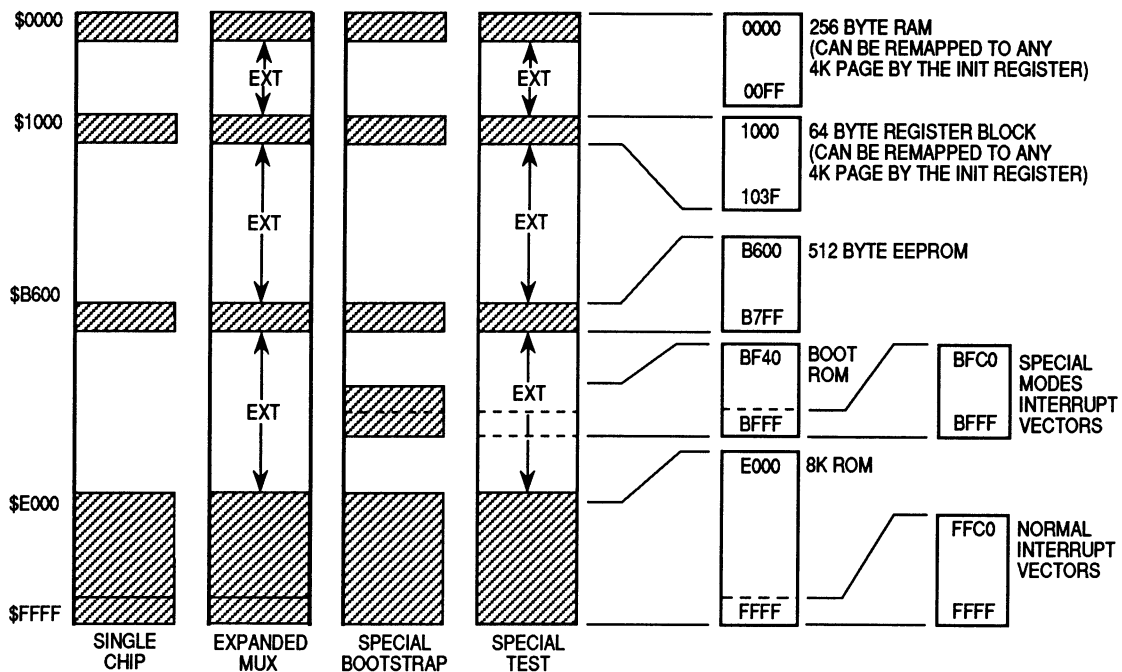 $0000
$1000
$B600
$E000
$FFFF
EXT
EXT
EXT
EXT
EXT
EXT
SINGLE
CHIP
EXPANDED
MUX
SPECIAL
BOOTSTRAP
SPECIAL
TEST
0000
00FF
256 BYTE RAM
(CAN BE REMAPPED TO ANY
4K PAGE BY THE INIT REGISTER)
1000
103F
64 BYTE REGISTER BLOCK
(CAN BE REMAPPED TO ANY
4K PAGE BY THE INIT REGISTER)
B600
B7FF
512 BYTE EEPROM
BF40
BFFF
BOOT
ROM
BFC0
BFFF
SPECIAL
MODES
INTERRUPT
VECTORS
E000
FFFF
8K ROM
FFC0
FFFF
NORMAL
INTERRUPT
VECTORS